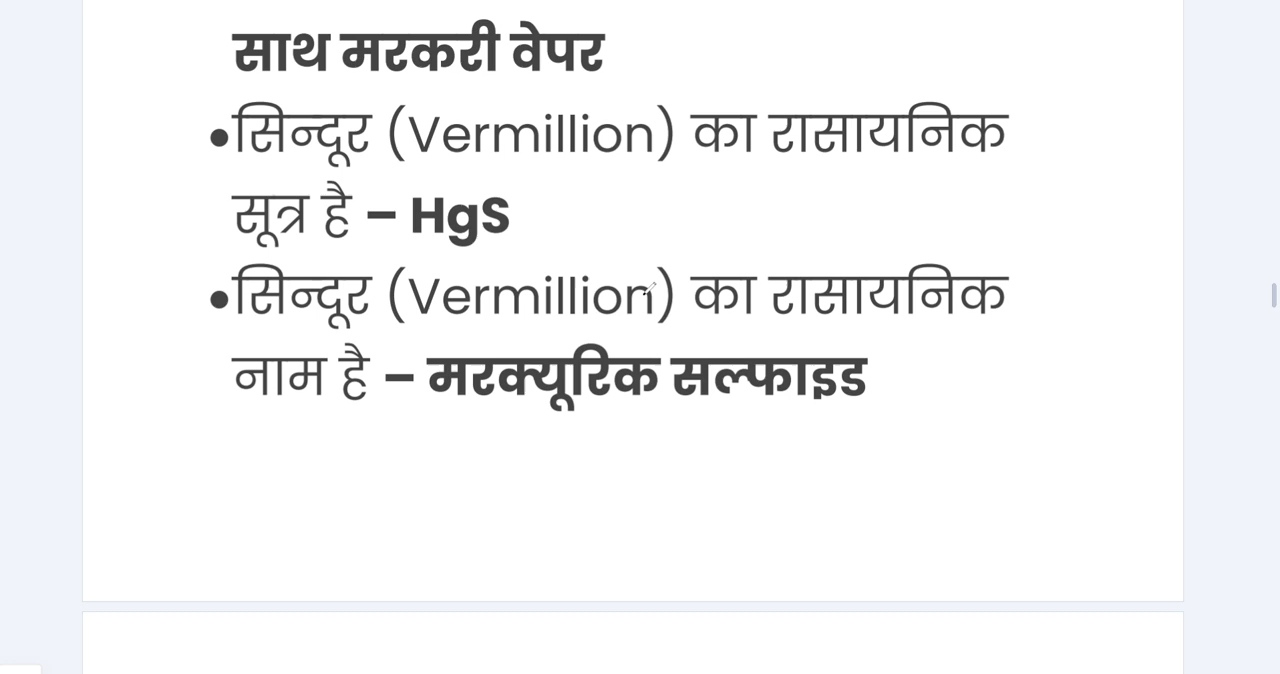 साथ मरकरी वेपर
•सिन्दूर (Vermillion) का रासायनिक
सूत्र है – HgS
•सिन्दूर (Vermillion) का रासायनिक
नाम है – मरक्यूरिक सल्फाइड